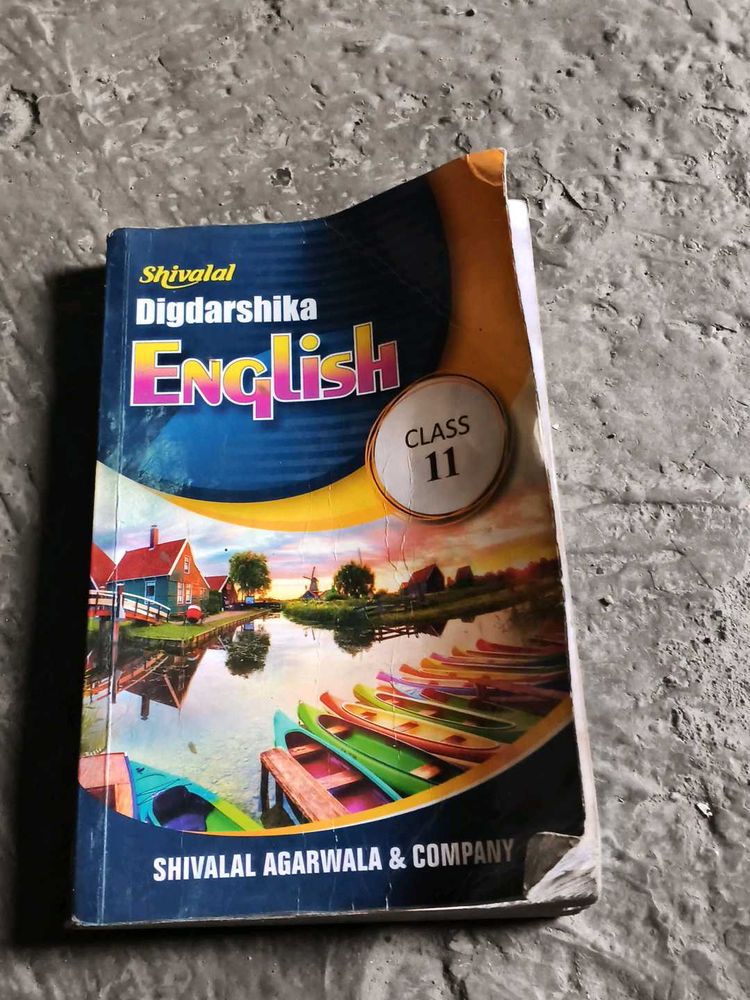 Shivalal
Digdarshika
English
CLASS
11
SHIVALAL AGARWALA & COMPANY